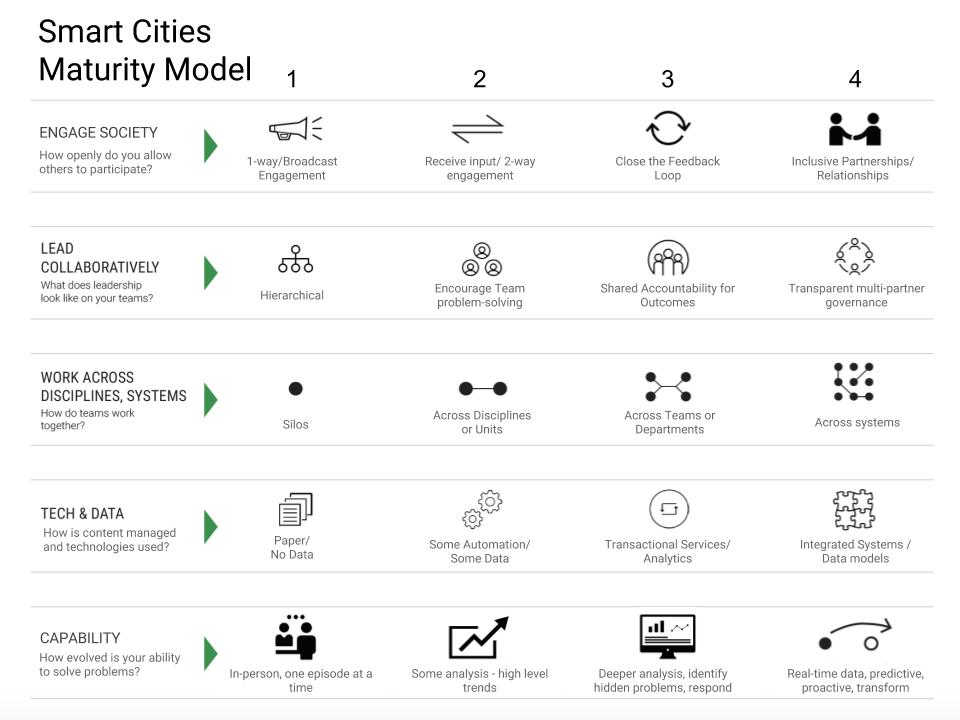 Smart Cities
Maturity Model
1
2
3
4
ENGAGE SOCIETY
How openly do you allow
others to participate?
1-way/Broadcast
Engagement
Receive input/ 2-way
engagement
Close the Feedback
Loop
Inclusive Partnerships/
Relationships
LEAD
COLLABORATIVELY
What does leadership
look like on your teams?
Hierarchical
Encourage Team
problem-solving
Shared Accountability for
Outcomes
Transparent multi-partner
governance
WORK ACROSS
DISCIPLINES, SYSTEMS
How do teams work
together?
Silos
Across Disciplines
or Units
Across Teams or
Departments
Across systems
TECH & DATA
How is content managed
and technologies used?
Paper/
No Data
Some Automation/
Some Data
Transactional Services/
Analytics
Integrated Systems /
Data models
CAPABILITY
How evolved is your ability
to solve problems?
In-person, one episode at a
time
Some analysis - high level
trends
Deeper analysis, identify
hidden problems, respond
Real-time data, predictive,
proactive, transform